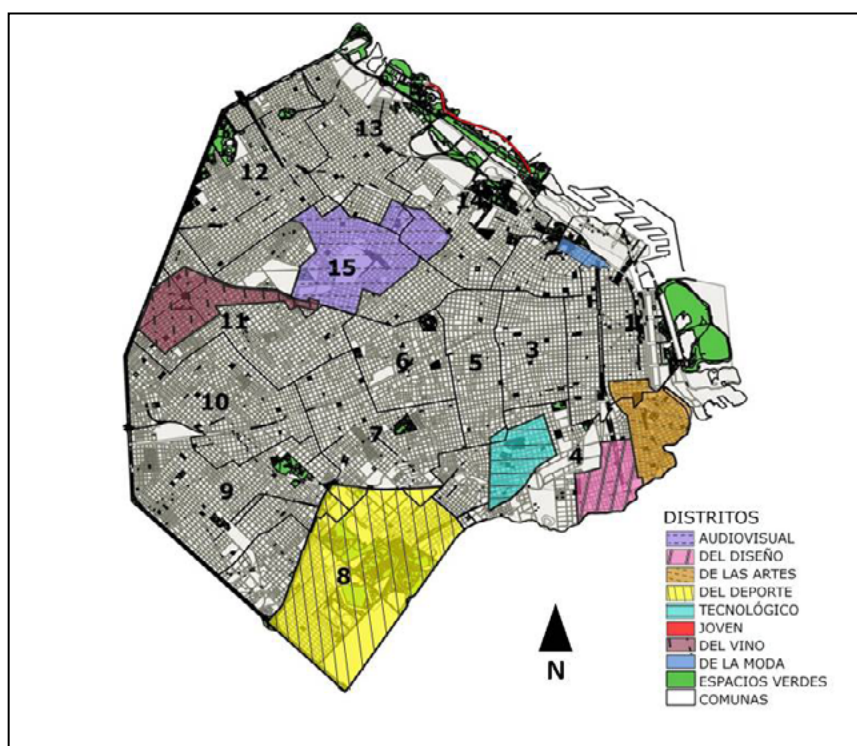 13
12
14
15
11
1
3
6
5
10
7
4
9
8
DISTRITOS
AUDIOVISUAL
DEL DISEÑO
DE LAS ARTES
DEL DEPORTE
TECNOLÓGICO
JOVEN
DEL VINO
DE LA MODA
ESPACIOS VERDES
COMUNAS
N